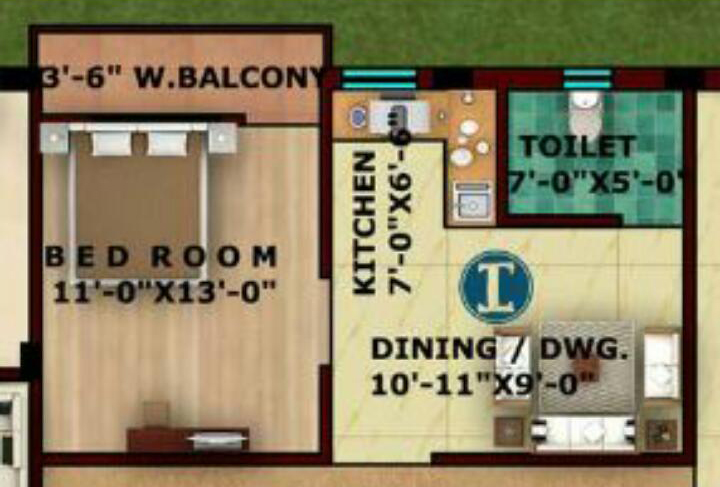 3'-6" W.BALCONY
BED ROOM
11'-0"X13'-0"
KITCHEN
7'-0"X6'-6"
TOILET
7'-0"X5'-0"
DINING / DWG.
10'-11"X9'-0"